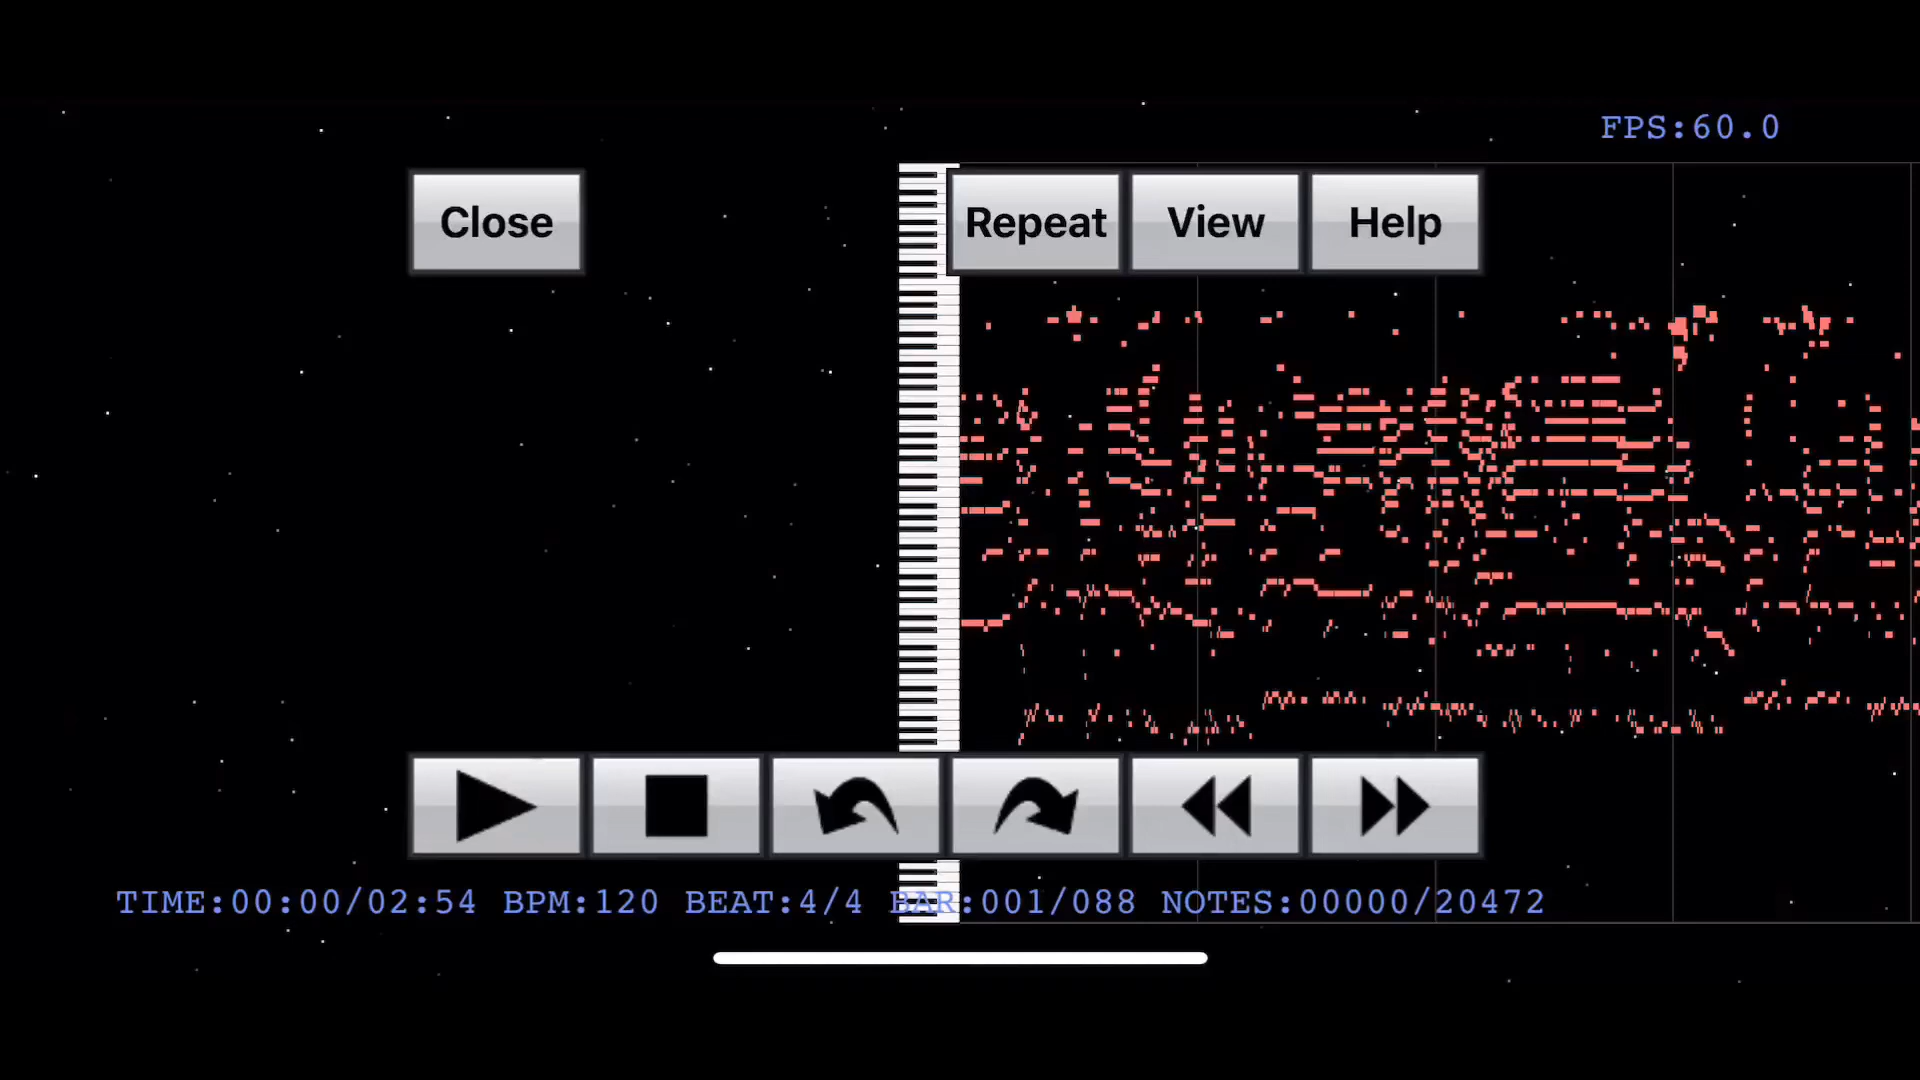 FPS:60.0
Close
Repeat
View
Help
TIME:00:00/02:54 BPM:120 BEAT:4/4 BAR:001/088 NOTES:00000/20472